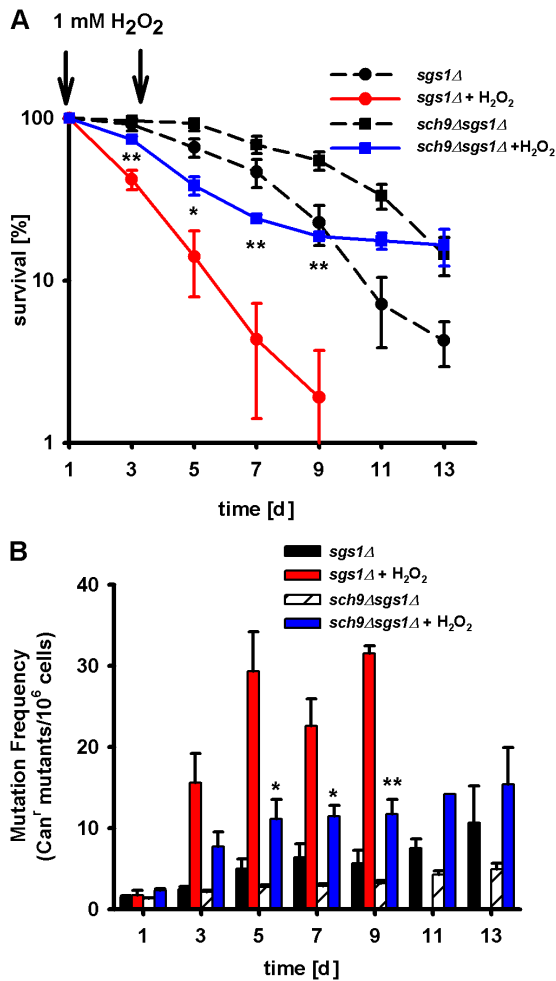 A
1 mM H₂O₂
sgs1Δ
sgs1Δ + H₂O₂
sch9Δsgs1Δ
sch9Δsgs1Δ +H₂O₂
100
10
1
**
*
**
**
survival [%]
1 3 5 7 9 11 13
time [d]
B
sgs1Δ
sgs1Δ + H₂O₂
sch9Δsgs1Δ
sch9Δsgs1Δ + H₂O₂
40
30
20
10
0
* * **
Mutation Frequency
(Canʳ mutants/10⁶ cells)
1 3 5 7 9 11 13
time [d]